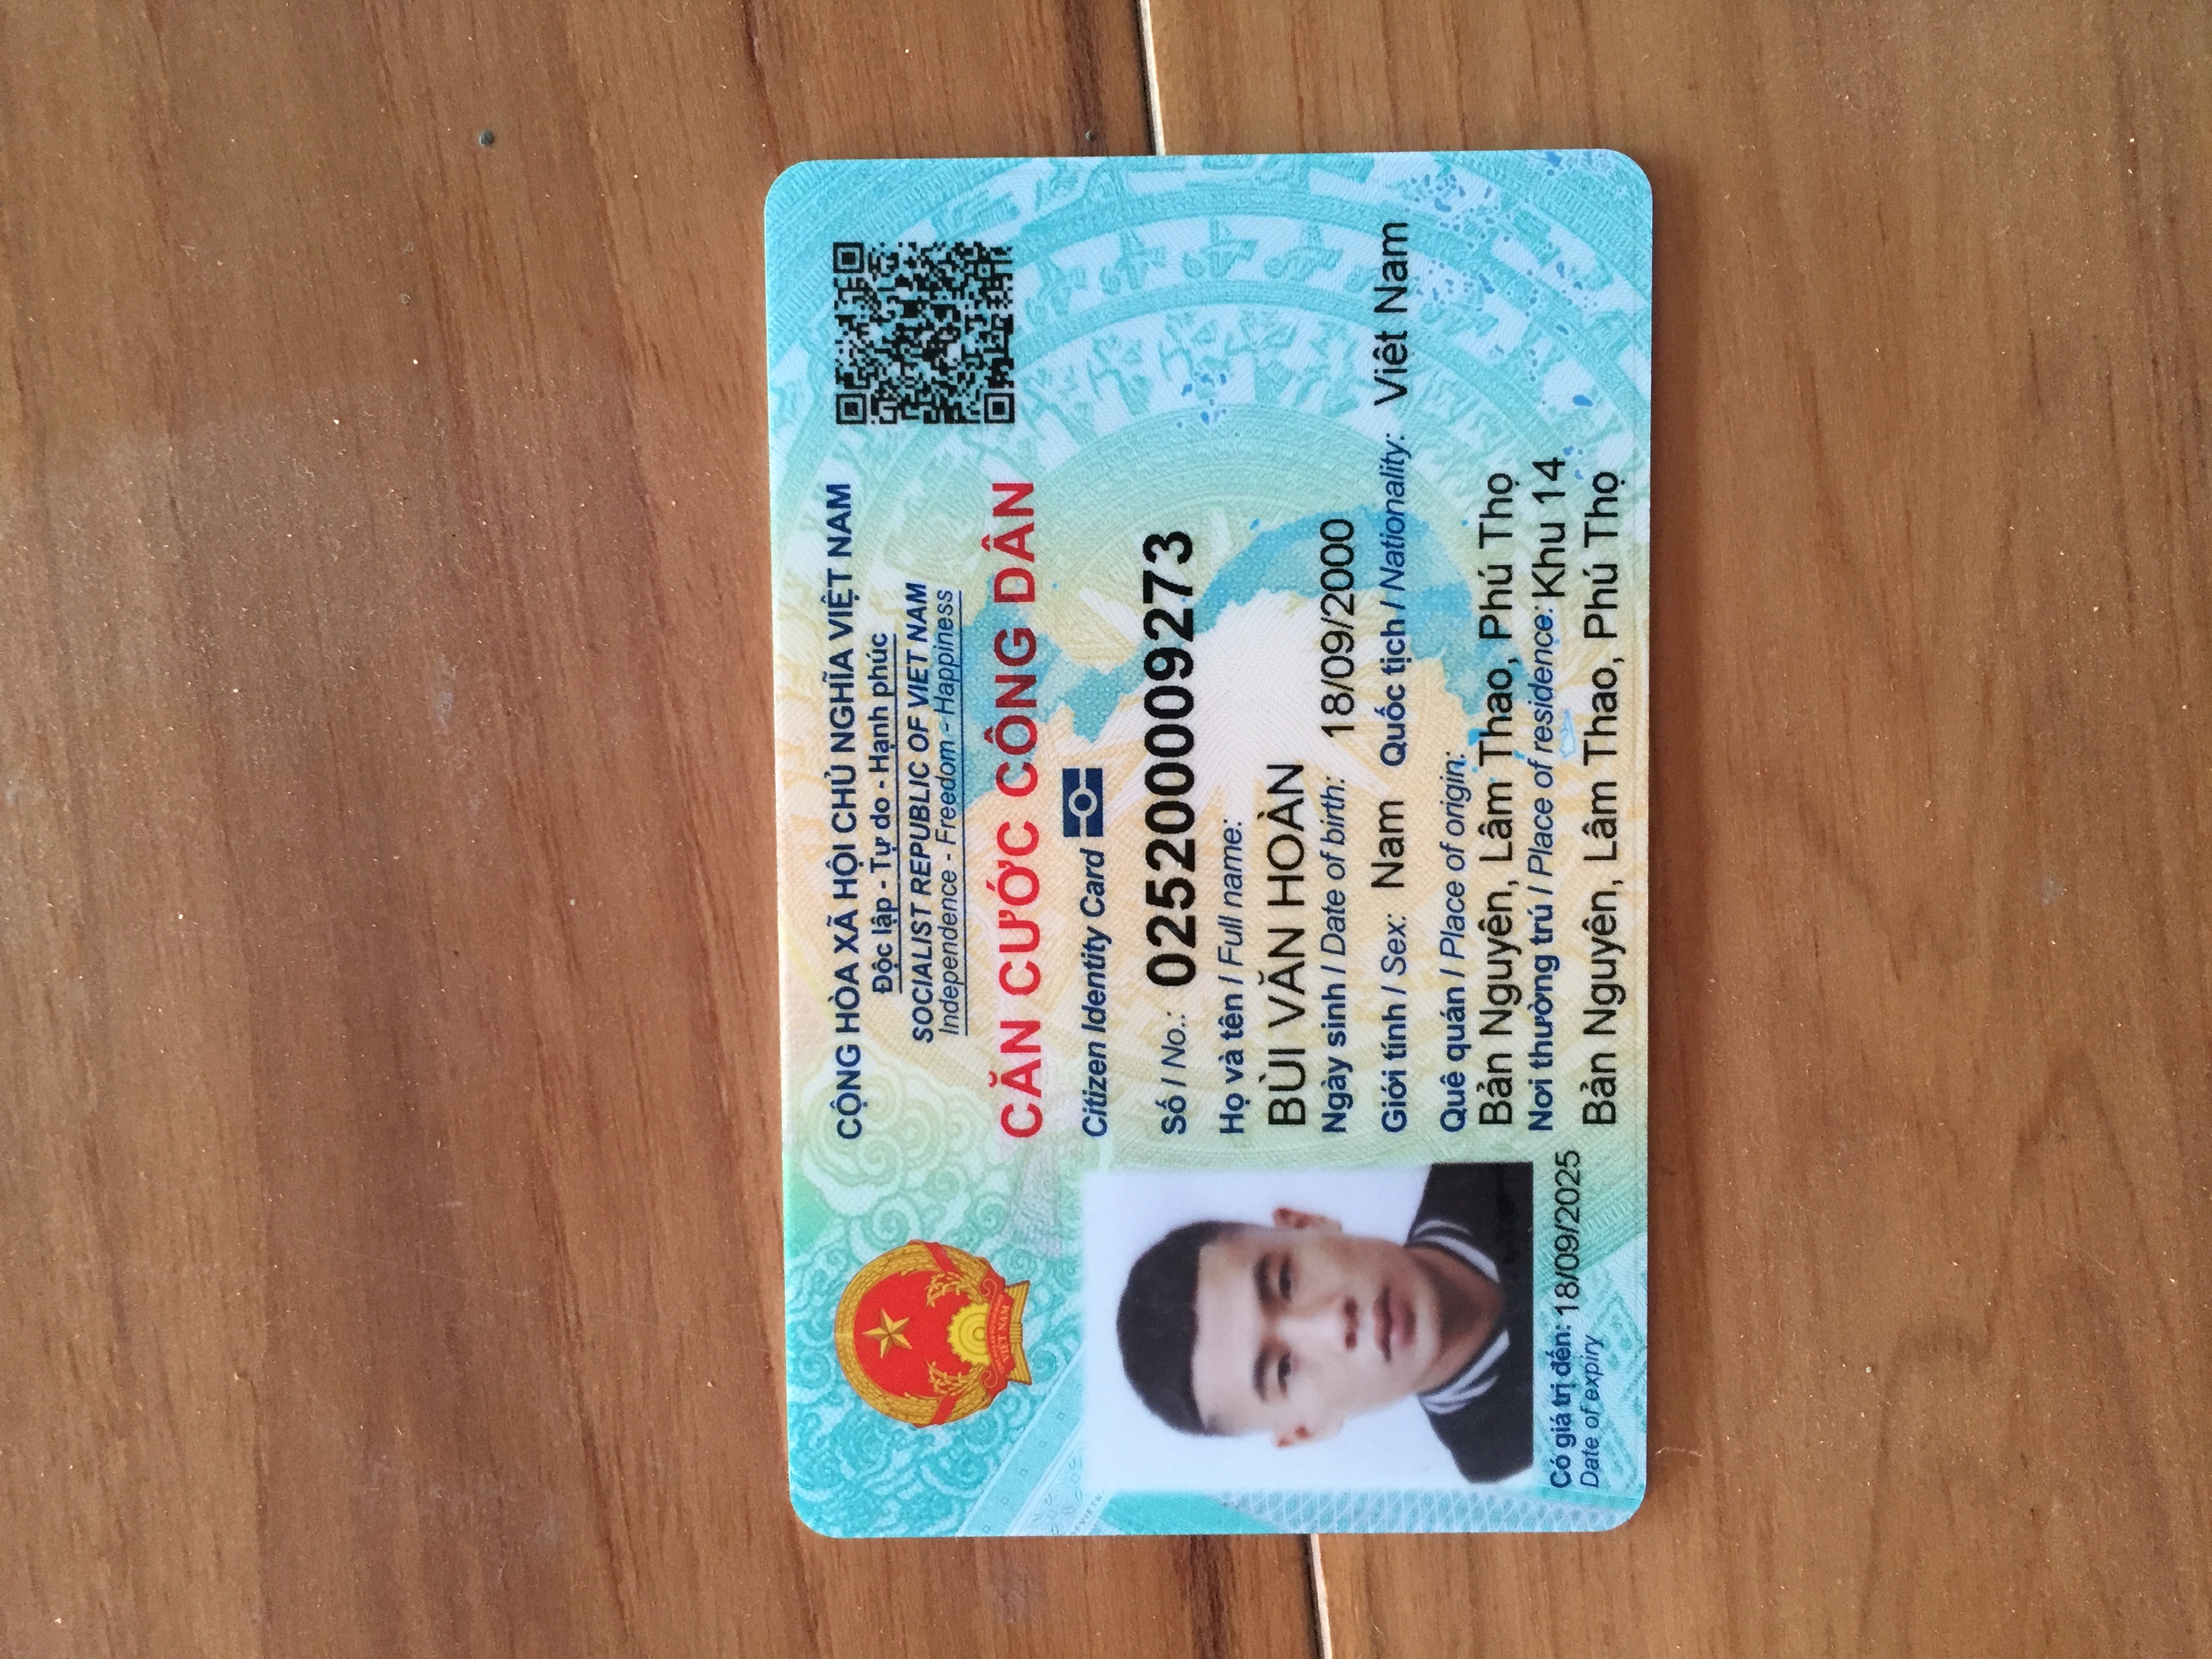 CỘNG HÒA XÃ HỘI CHỦ NGHĨA VIỆT NAM
Độc lập - Tự do - Hạnh phúc
SOCIALIST REPUBLIC OF VIET NAM
Independence - Freedom - Happiness
CĂN CƯỚC CÔNG DÂN
Citizen Identity Card
Số / No.: 025200009273
Họ và tên / Full name:
BÙI VĂN HOÀN
Ngày sinh / Date of birth: 18/09/2000
Giới tính / Sex: Nam Quốc tịch / Nationality: Việt Nam
Quê quán / Place of origin:
Bản Nguyên, Lâm Thao, Phú Thọ
Nơi thường trú / Place of residence: Khu 14
Bản Nguyên, Lâm Thao, Phú Thọ
Có giá trị đến: 18/09/2025
Date of expiry
VIỆT NAM